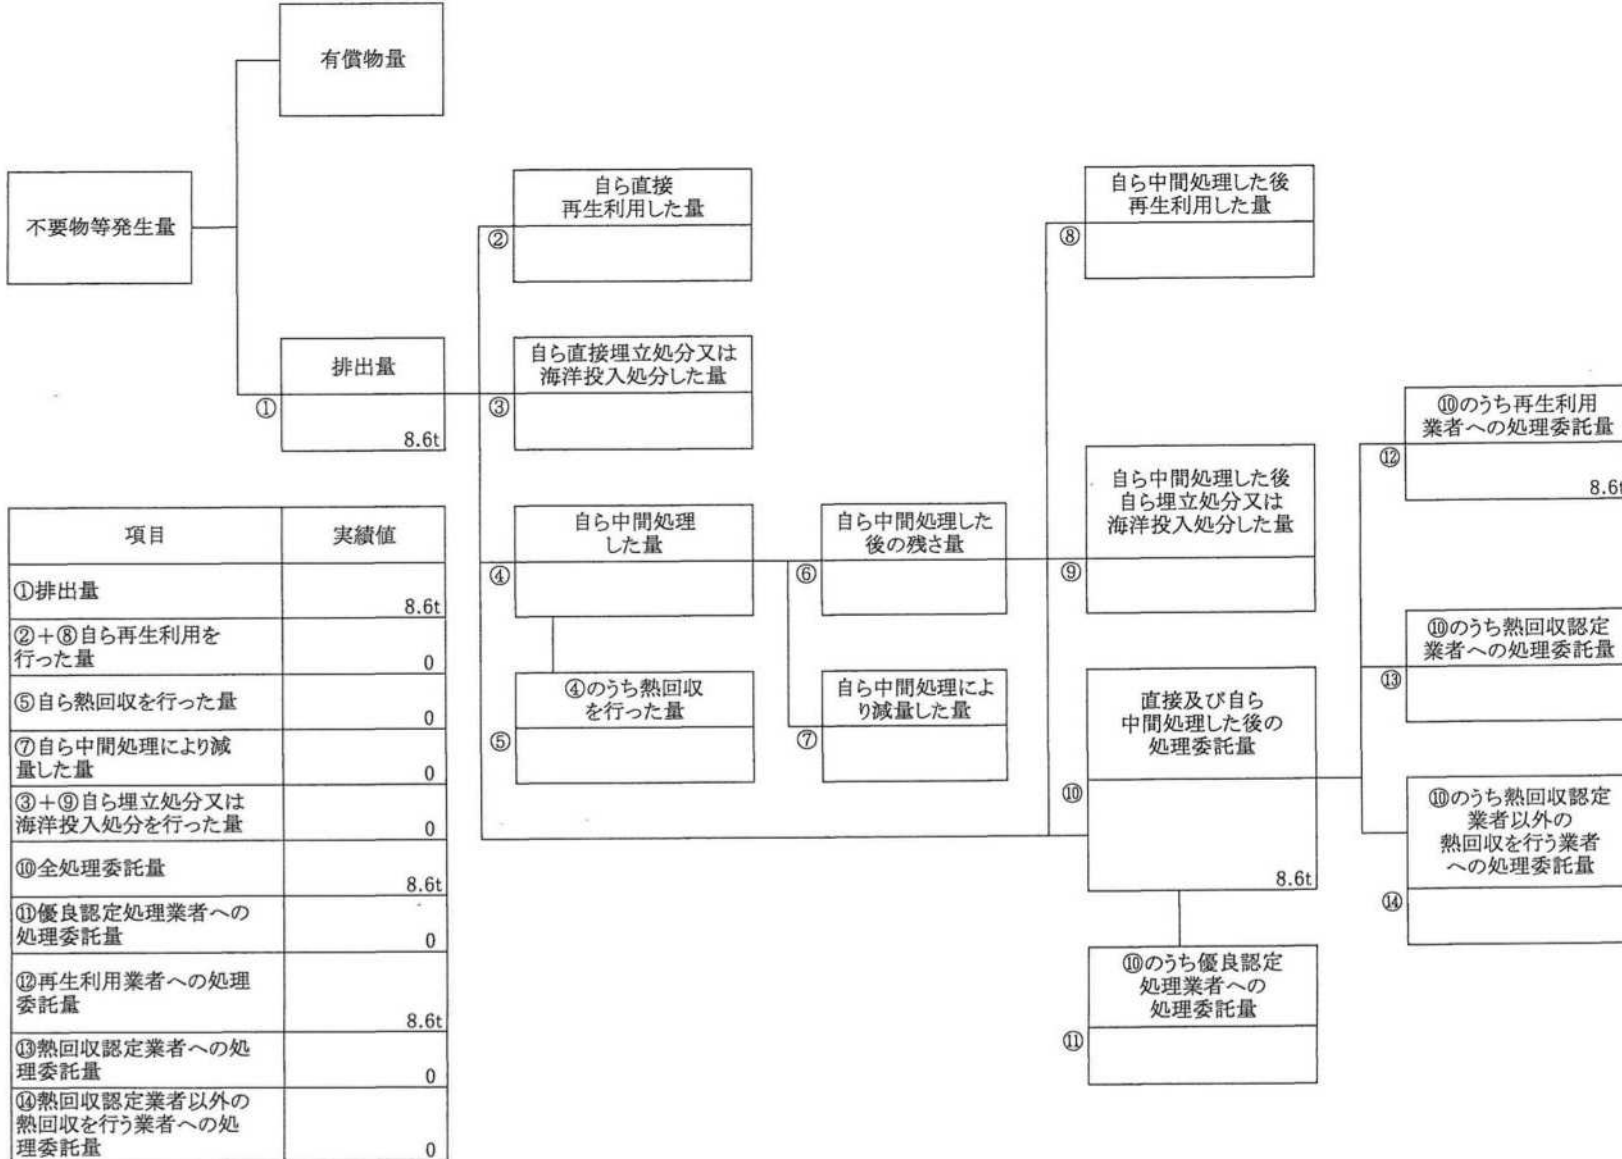 有償物量
不要物等発生量
自ら直接
再生利用した量
②
自ら中間処理した後
再生利用した量
⑧
排出量
①
8.6t
自ら直接埋立処分又は
海洋投入処分した量
③
⑩のうち再生利用
業者への処理委託量
⑫
8.6t
自ら中間処理
した量
④
自ら中間処理した
後の残さ量
⑥
自ら中間処理した後
自ら埋立処分又は
海洋投入処分した量
⑨
④のうち熱回収
を行った量
⑤
自ら中間処理によ
り減量した量
⑦
直接及び自ら
中間処理した後の
処理委託量
⑩
8.6t
⑩のうち熱回収認定
業者への処理委託量
⑬
⑩のうち熱回収認定
業者以外の
熱回収を行う業者
への処理委託量
⑭
⑩のうち優良認定
処理業者への
処理委託量
⑪
項目 実績値
①排出量
8.6t
②+⑧自ら再生利用を
行った量 0
⑤自ら熱回収を行った量
0
⑦自ら中間処理により減
量した量 0
③+⑨自ら埋立処分又は
海洋投入処分を行った量 0
⑩全処理委託量
8.6t
⑪優良認定処理業者への
処理委託量 0
⑫再生利用業者への処理
委託量
8.6t
⑬熱回収認定業者への処
理委託量 0
⑭熱回収認定業者以外の
熱回収を行う業者への処
理委託量 0